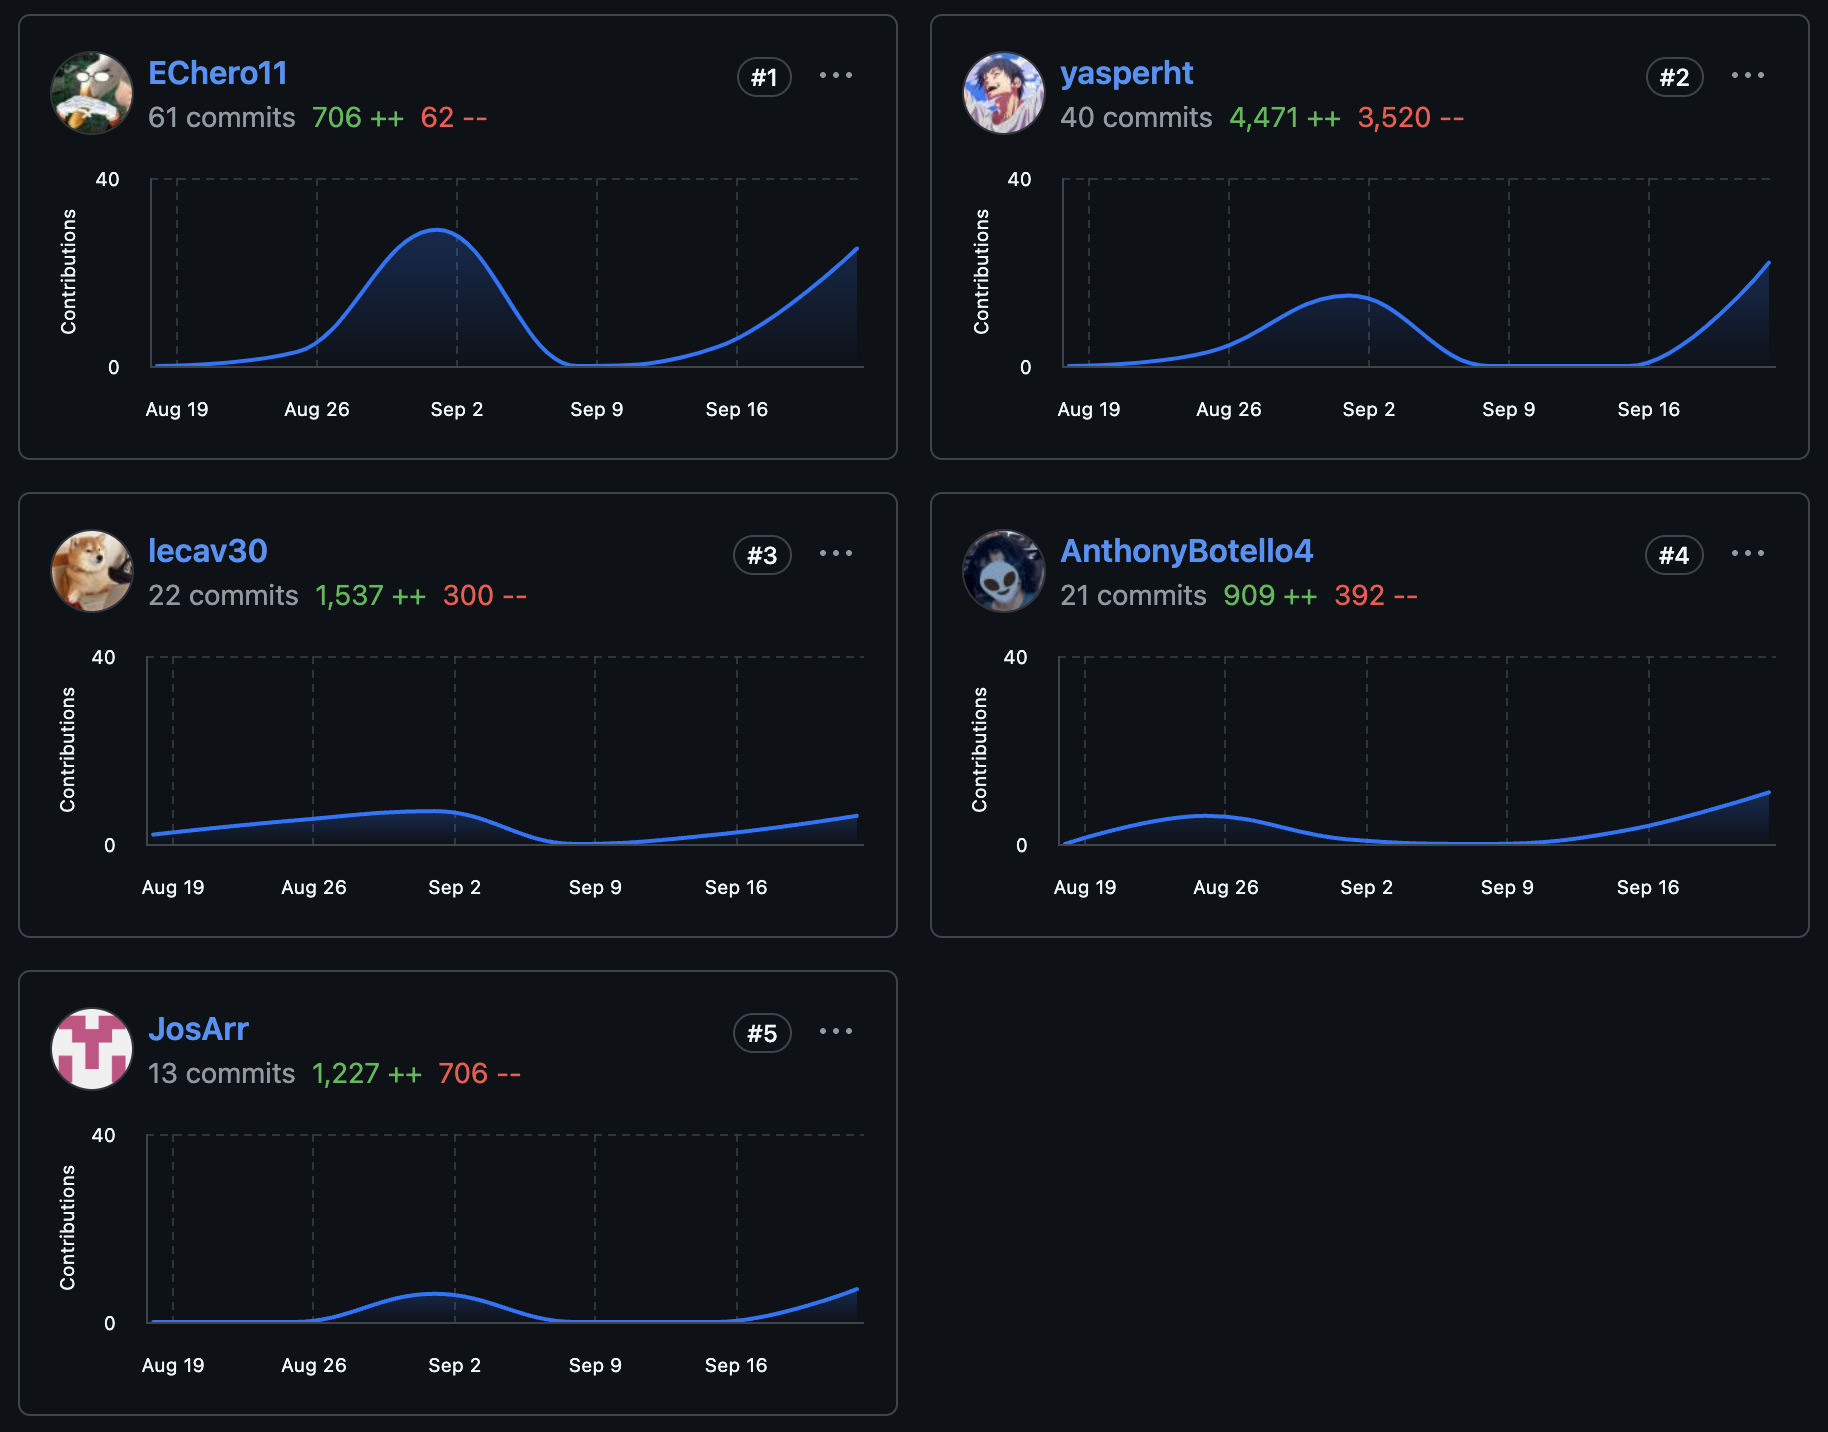 EChero11
#1
61 commits 706 ++ 62 --
40
Contributions
0
Aug 19 Aug 26 Sep 2 Sep 9 Sep 16
yasperht
#2
40 commits 4,471 ++ 3,520 --
40
Contributions
0
Aug 19 Aug 26 Sep 2 Sep 9 Sep 16
lecav30
#3
22 commits 1,537 ++ 300 --
40
Contributions
0
Aug 19 Aug 26 Sep 2 Sep 9 Sep 16
AnthonyBotello4
#4
21 commits 909 ++ 392 --
40
Contributions
0
Aug 19 Aug 26 Sep 2 Sep 9 Sep 16
JosArr
#5
13 commits 1,227 ++ 706 --
40
Contributions
0
Aug 19 Aug 26 Sep 2 Sep 9 Sep 16